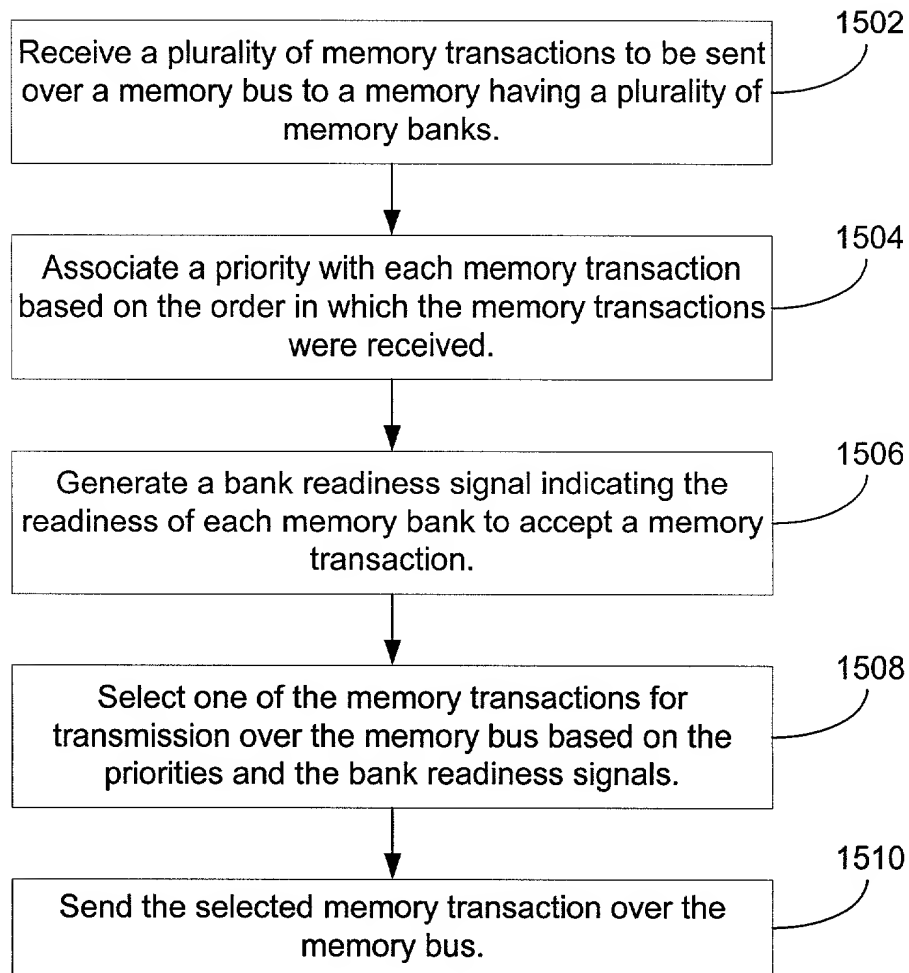 1502
Receive a plurality of memory transactions to be sent
over a memory bus to a memory having a plurality of
memory banks.
1504
Associate a priority with each memory transaction
based on the order in which the memory transactions
were received.
1506
Generate a bank readiness signal indicating the
readiness of each memory bank to accept a memory
transaction.
1508
Select one of the memory transactions for
transmission over the memory bus based on the
priorities and the bank readiness signals.
1510
Send the selected memory transaction over the
memory bus.